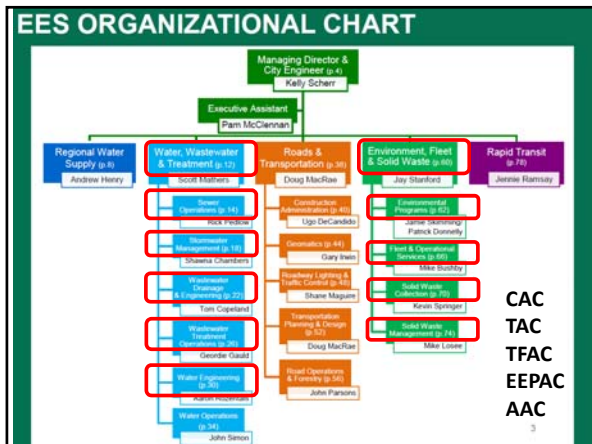 EES ORGANIZATIONAL CHART
Managing Director &
City Engineer (p.4)
Kelly Scherr
Executive Assistant
Pam McClennan
Regional Water
Supply (p.8)
Andrew Henry
Water, Wastewater
& Treatment (p.12)
Scott Mathers
Roads &
Transportation (p.38)
Doug MacRae
Environment, Fleet
& Solid Waste (p.60)
Jay Stanford
Rapid Transit
(p.78)
Jennie Ramsay
Sewer
Operations (p.14)
Rick Pedlow
Stormwater
Management (p.18)
Shawna Chambers
Wastewater
Drainage
& Engineering (p.22)
Tom Copeland
Wastewater
Treatment
Operations (p.26)
Geordie Gauld
Water Engineering
(p.30)
Aaron Rozentals
Water Operations
(p.34)
John Simon
Construction
Administration (p.40)
Ugo DeCandido
Geomatics (p.44)
Gary Irwin
Roadway Lighting &
Traffic Control (p.48)
Shane Maguire
Transportation
Planning & Design
(p.52)
Doug MacRae
Road Operations
& Forestry (p.56)
John Parsons
Environmental
Programs (p.62)
Jamie Skimming/
Patrick Donnelly
Fleet & Operational
Services (p.66)
Mike Bushby
Solid Waste
Collection (p.70)
Kevin Springer
Solid Waste
Management (p.74)
Mike Losee
CAC
TAC
TFAC
EEPAC
AAC
3